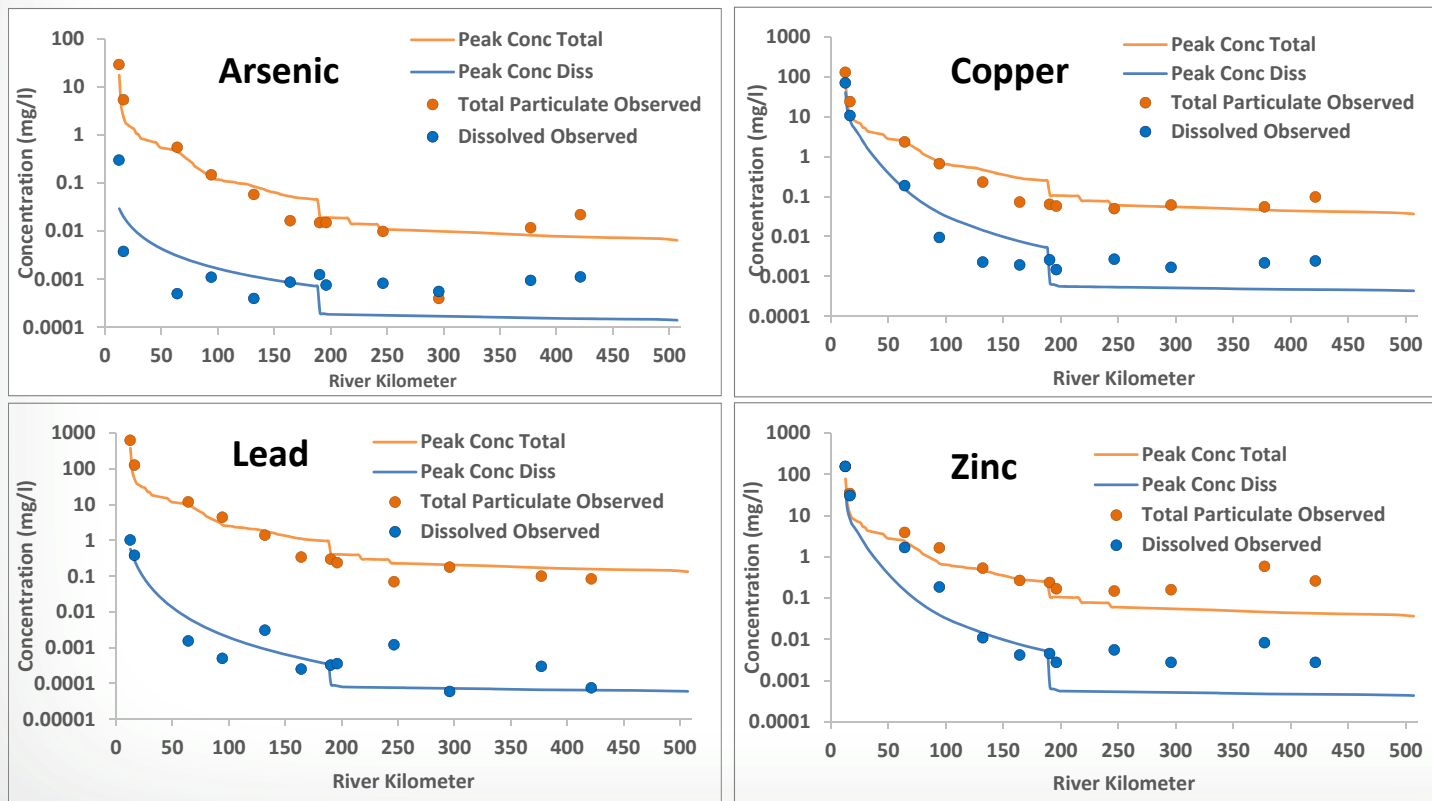 Arsenic
Peak Conc Total
Peak Conc Diss
Total Particulate Observed
Dissolved Observed
Concentration (mg/l)
100
10
1
0.1
0.01
0.001
0.0001
0 50 100 150 200 250 300 350 400 450 500
River Kilometer
Copper
Peak Conc Total
Peak Conc Diss
Total Particulate Observed
Dissolved Observed
Concentration (mg/l)
1000
100
10
1
0.1
0.01
0.001
0.0001
0 50 100 150 200 250 300 350 400 450 500
River Kilometer
Lead
Peak Conc Total
Peak Conc Diss
Total Particulate Observed
Dissolved Observed
Concentration (mg/l)
1000
100
10
1
0.1
0.01
0.001
0.0001
0.00001
0 50 100 150 200 250 300 350 400 450 500
River Kilometer
Zinc
Peak Conc Total
Peak Conc Diss
Total Particulate Observed
Dissolved Observed
Concentration (mg/l)
1000
100
10
1
0.1
0.01
0.001
0.0001
0 50 100 150 200 250 300 350 400 450 500
River Kilometer